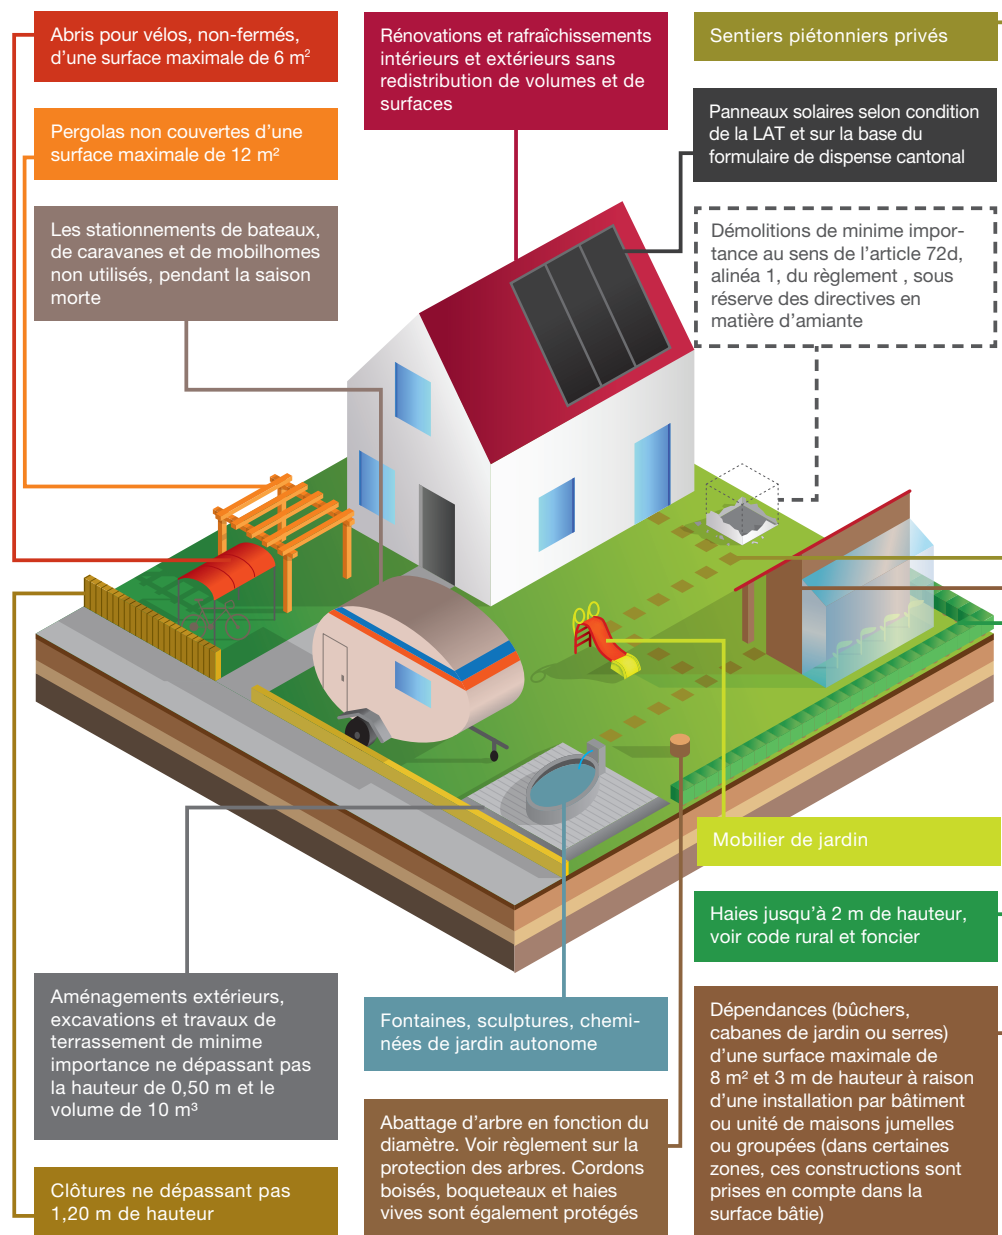 Abris pour vélos, non-fermés,
d'une surface maximale de 6 m²
Pergolas non couvertes d'une
surface maximale de 12 m²
Les stationnements de bateaux,
de caravanes et de mobilhomes
non utilisés, pendant la saison
morte
Rénovations et rafraîchissements
intérieurs et extérieurs sans
redistribution de volumes et de
surfaces
Sentiers piétonniers privés
Panneaux solaires selon condition
de la LAT et sur la base du
formulaire de dispense cantonal
Démolitions de minime impor-
tance au sens de l'article 72d,
alinéa 1, du règlement , sous
réserve des directives en
matière d'amiante
Mobilier de jardin
Haies jusqu'à 2 m de hauteur,
voir code rural et foncier
Aménagements extérieurs,
excavations et travaux de
terrassement de minime
importance ne dépassant pas
la hauteur de 0,50 m et le
volume de 10 m³
Clôtures ne dépassant pas
1,20 m de hauteur
Fontaines, sculptures, chemi-
nées de jardin autonome
Abattage d'arbre en fonction du
diamètre. Voir règlement sur la
protection des arbres. Cordons
boisés, boqueteaux et haies
vives sont également protégés
Dépendances (bûchers,
cabanes de jardin ou serres)
d'une surface maximale de
8 m² et 3 m de hauteur à raison
d'une installation par bâtiment
ou unité de maisons jumelles
ou groupées (dans certaines
zones, ces constructions sont
prises en compte dans la
surface bâtie)